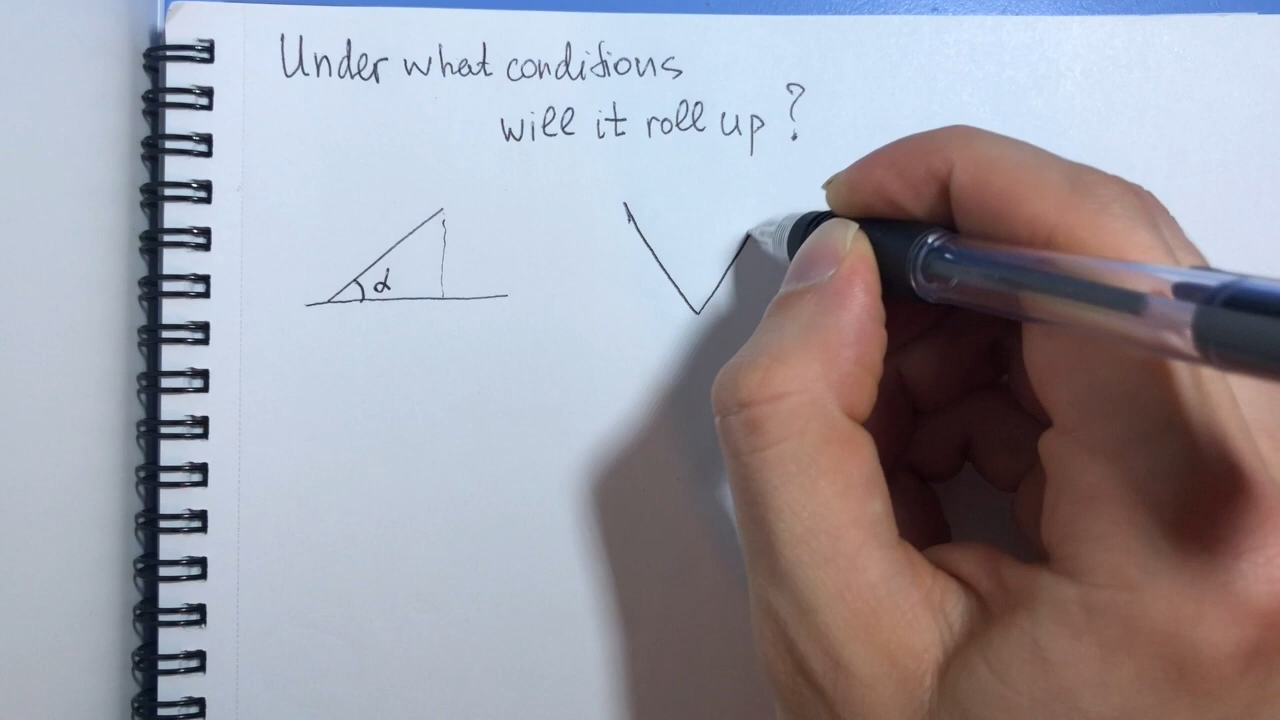 Under what conditions
will it roll up?
α